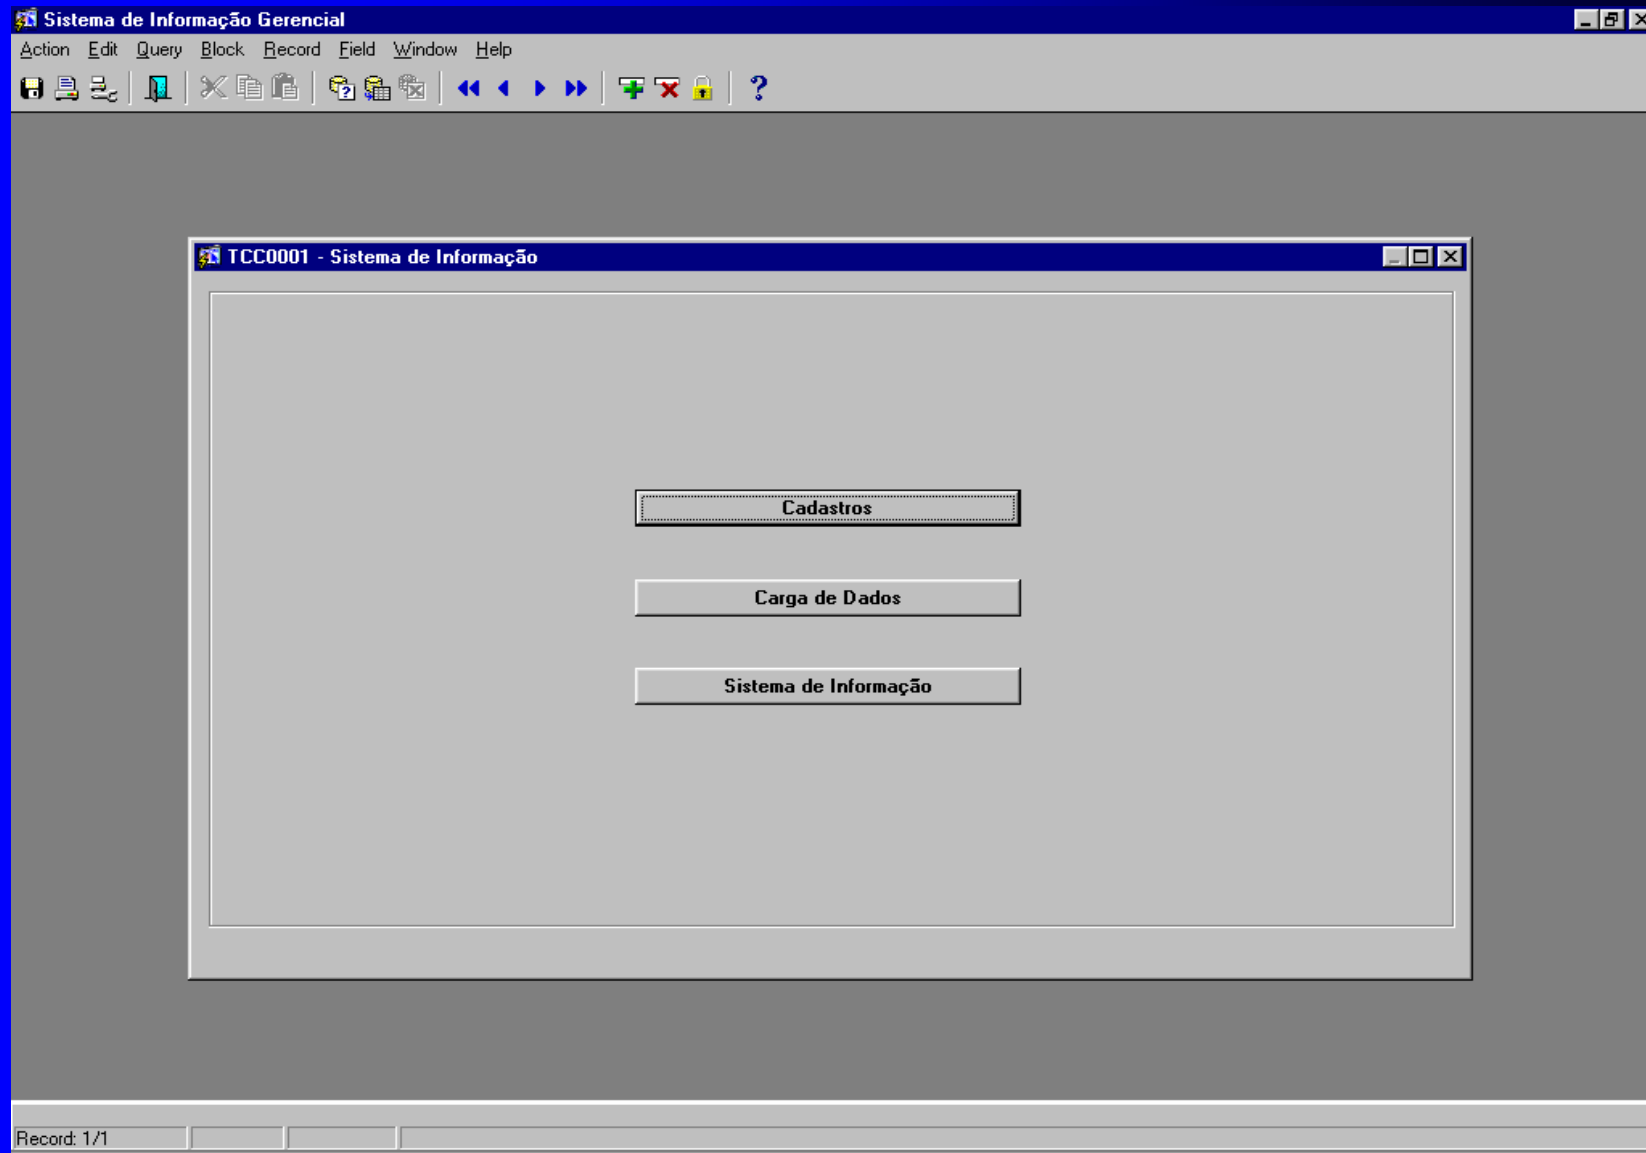 Sistema de Informação Gerencial
Action Edit Query Block Record Field Window Help
TCC0001 - Sistema de Informação
Cadastros
Carga de Dados
Sistema de Informação
Record: 1/1